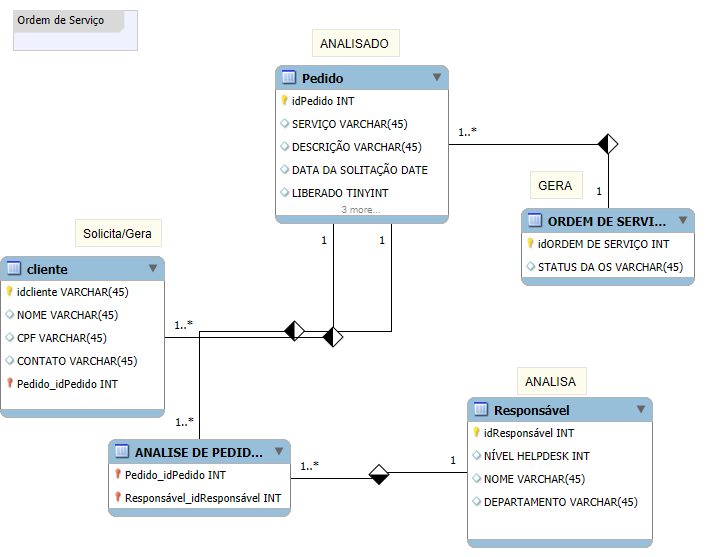 Ordem de Serviço
ANALISADO
Pedido
idPedido INT
SERVIÇO VARCHAR(45)
DESCRIÇÃO VARCHAR(45)
DATA DA SOLITAÇÃO DATE
LIBERADO TINYINT
3 more...
1..*
1
GERA
ORDEM DE SERVI...
idORDEM DE SERVIÇO INT
STATUS DA OS VARCHAR(45)
Solicita/Gera
1
1
cliente
idcliente VARCHAR(45)
NOME VARCHAR(45)
CPF VARCHAR(45)
CONTATO VARCHAR(45)
Pedido_idPedido INT
1..*
1..*
ANALISE DE PEDID...
Pedido_idPedido INT
Responsável_idResponsável INT
1..*
1
ANALISA
Responsável
idResponsável INT
NÍVEL HELPDESK INT
NOME VARCHAR(45)
DEPARTAMENTO VARCHAR(45)